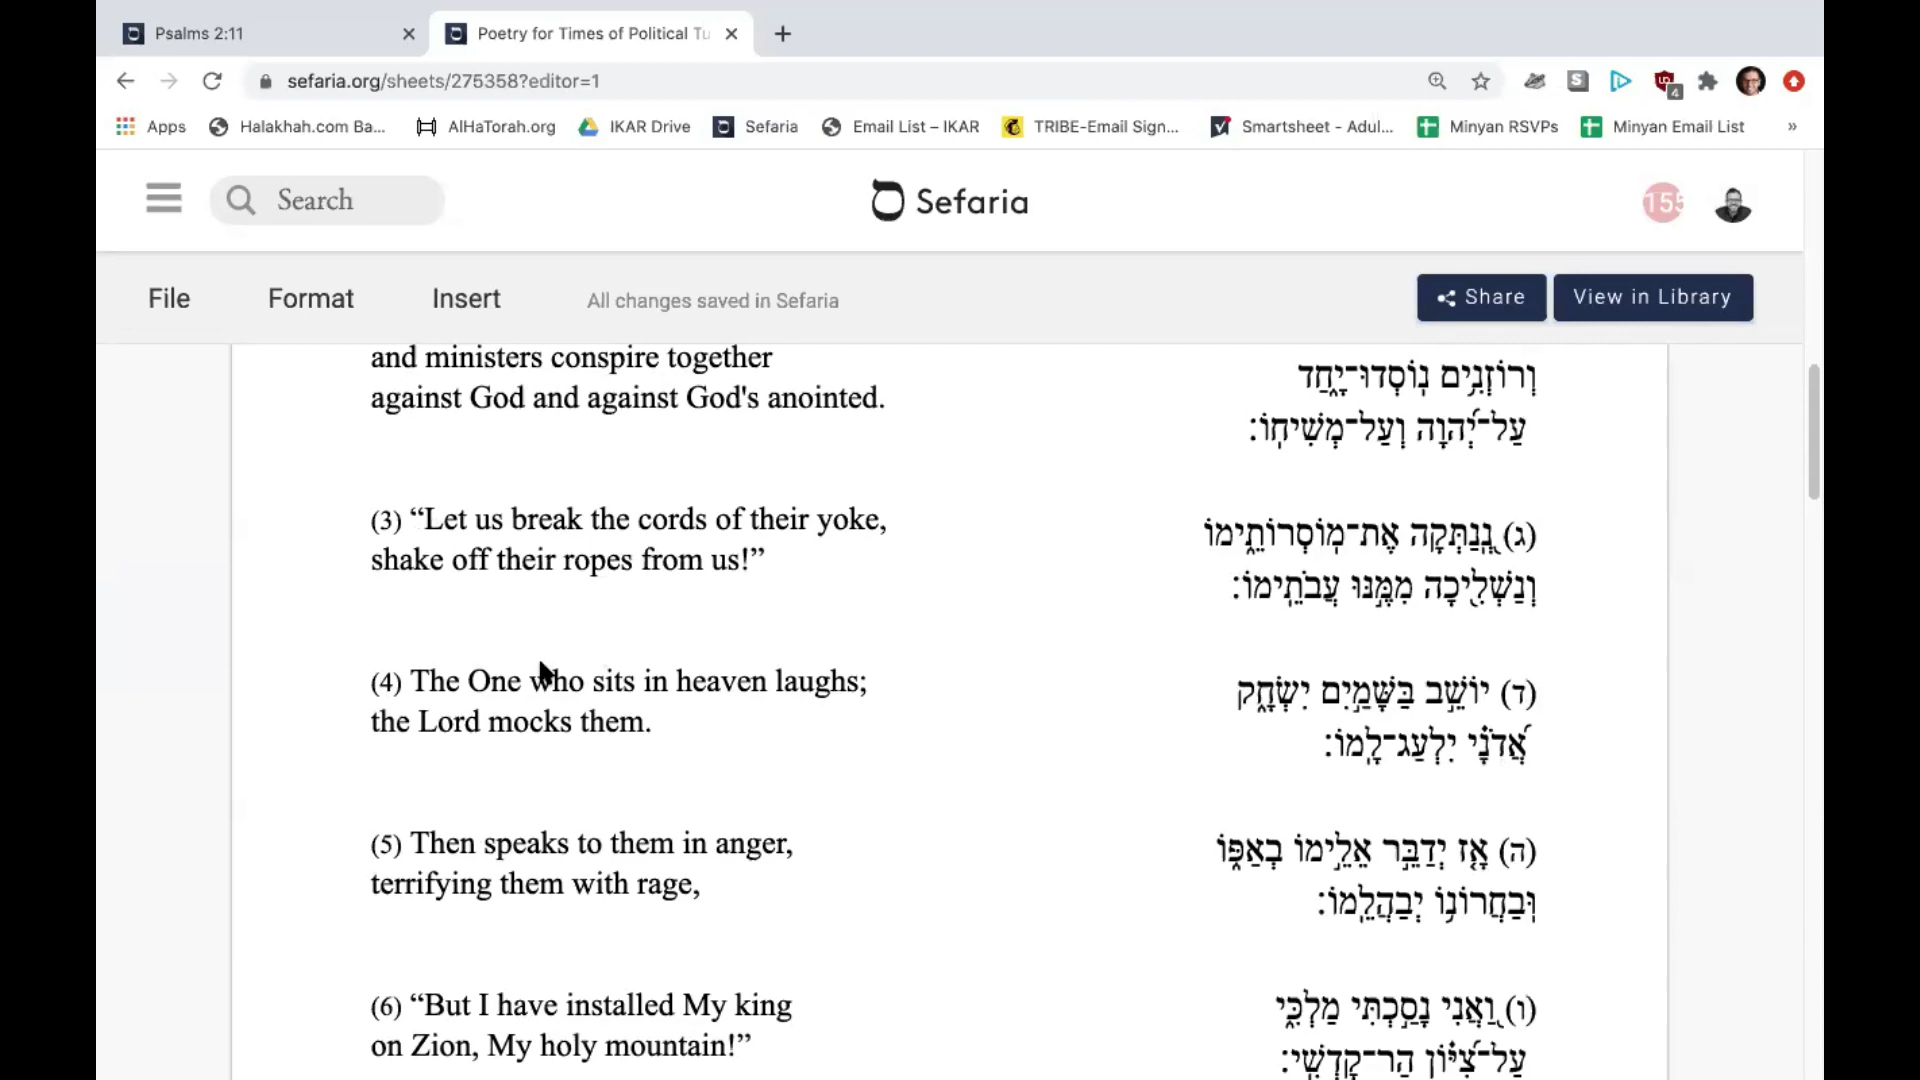 Psalms 2:11
Poetry for Times of Political Tu
sefaria.org/sheets/275358?editor=1
4
Apps
Halakhah.com Ba...
AlHaTorah.org
IKAR Drive
Sefaria
Email List – IKAR
TRIBE-Email Sign...
Smartsheet - Adul...
Minyan RSVPs
Minyan Email List
»
Search
Sefaria
155
File
Format
Insert
All changes saved in Sefaria
Share
View in Library
and ministers conspire together
against God and against God's anointed.
וְרוֹזְנִ֥ים נֽוֹסְדוּ־יָ֑חַד
עַל־יְ֝הוָה וְעַל־מְשִׁיחֽוֹ׃
(3) “Let us break the cords of their yoke,
shake off their ropes from us!”
(ג) נְֽ֭נַתְּקָה אֶת־מֽוֹסְרוֹתֵ֑ימוֹ
וְנַשְׁלִ֖יכָה מִמֶּ֣נּוּ עֲבֹתֵֽימוֹ׃
(4) The One who sits in heaven laughs;
the Lord mocks them.
(ד) יוֹשֵׁ֣ב בַּשָּׁמַ֣יִם יִשְׂחָ֑ק
אֲ֝דֹנָ֗י יִלְעַג־לָֽמוֹ׃
(5) Then speaks to them in anger,
terrifying them with rage,
(ה) אָ֤ז יְדַבֵּ֣ר אֵלֵ֣ימוֹ בְאַפּ֑וֹ
וּֽבַחֲרוֹנ֥וֹ יְבַהֲלֵֽמוֹ׃
(6) “But I have installed My king
on Zion, My holy mountain!”
(ו) וַ֭אֲנִי נָסַ֣כְתִּי מַלְכִּ֑י
עַל־צִ֝יּ֗וֹן הַר־קָדְשִֽׁי׃